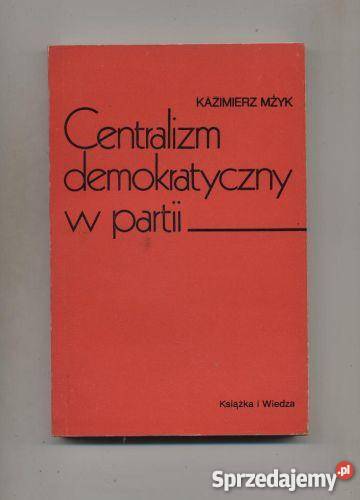 KAZIMIERZ MŻYK
Centralizm
demokratyczny
w partii
Książka i Wiedza
Sprzedajemy.pl